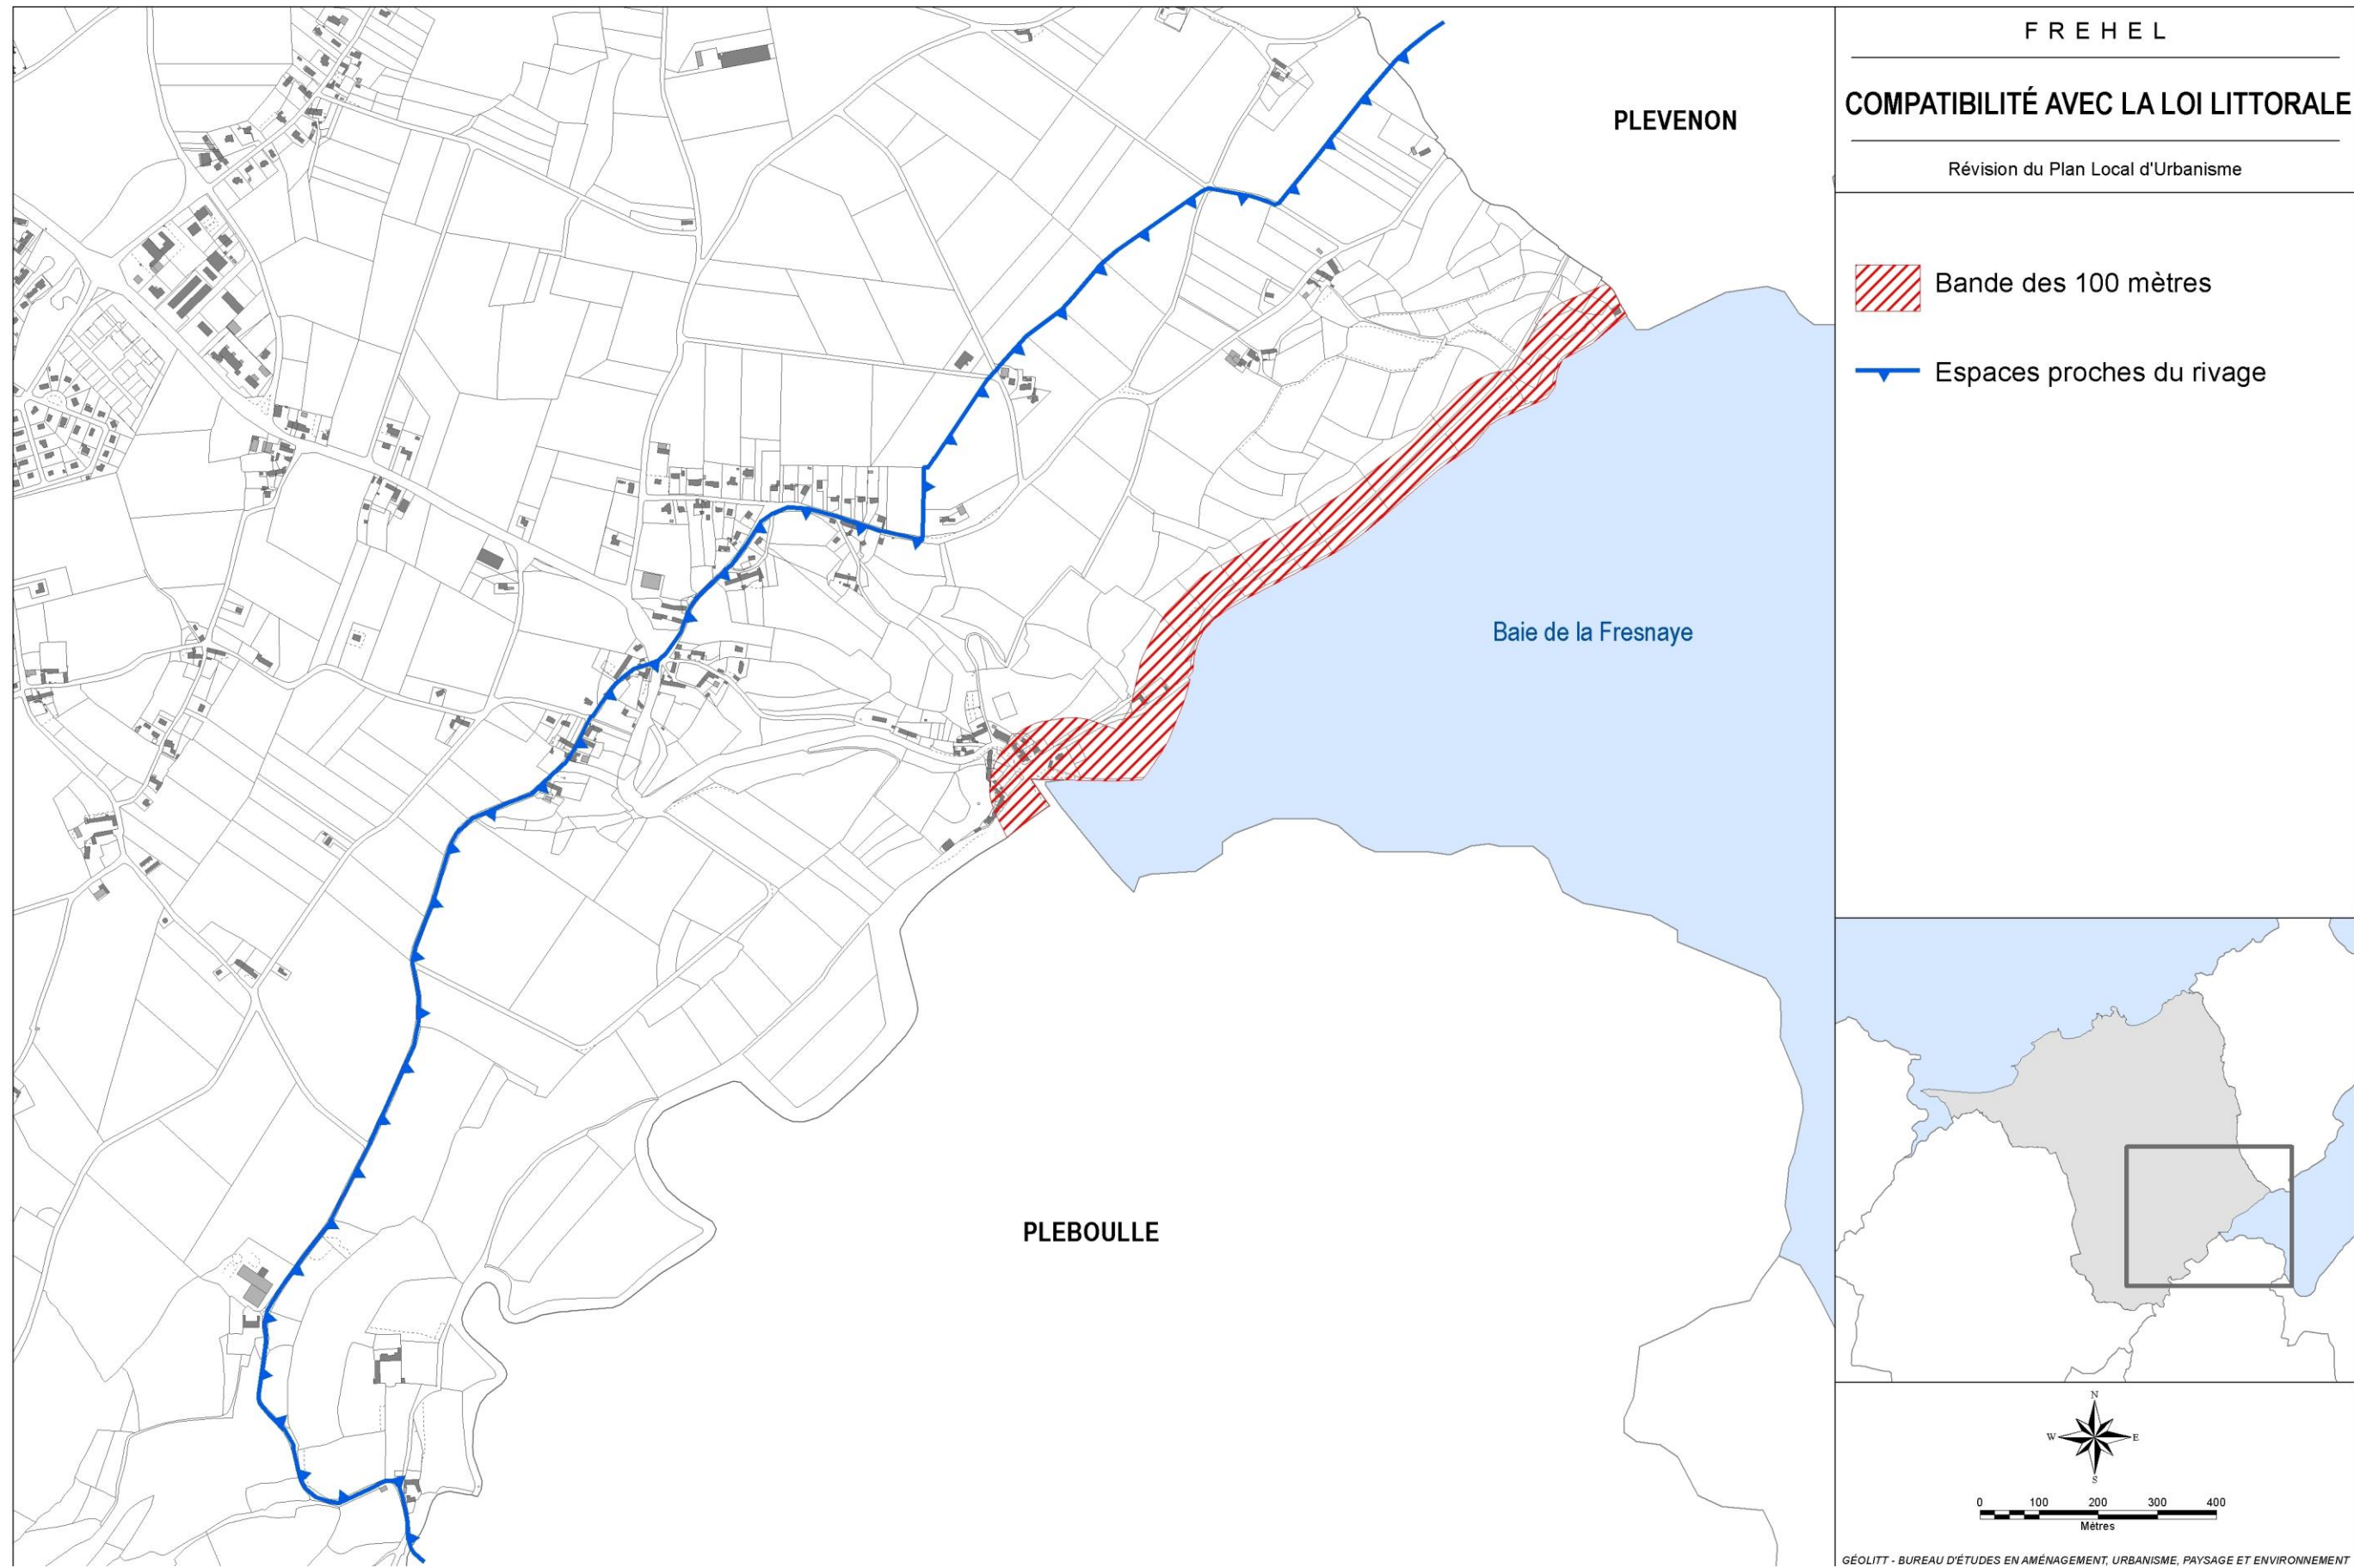 FREHEL
COMPATIBILITÉ AVEC LA LOI LITTORALE
Révision du Plan Local d'Urbanisme
PLEVENON
Bande des 100 mètres
Espaces proches du rivage
Baie de la Fresnaye
PLEBOULLE
N
W E
S
0 100 200 300 400
Mètres
GÉOLITT - BUREAU D'ÉTUDES EN AMÉNAGEMENT, URBANISME, PAYSAGE ET ENVIRONNEMENT